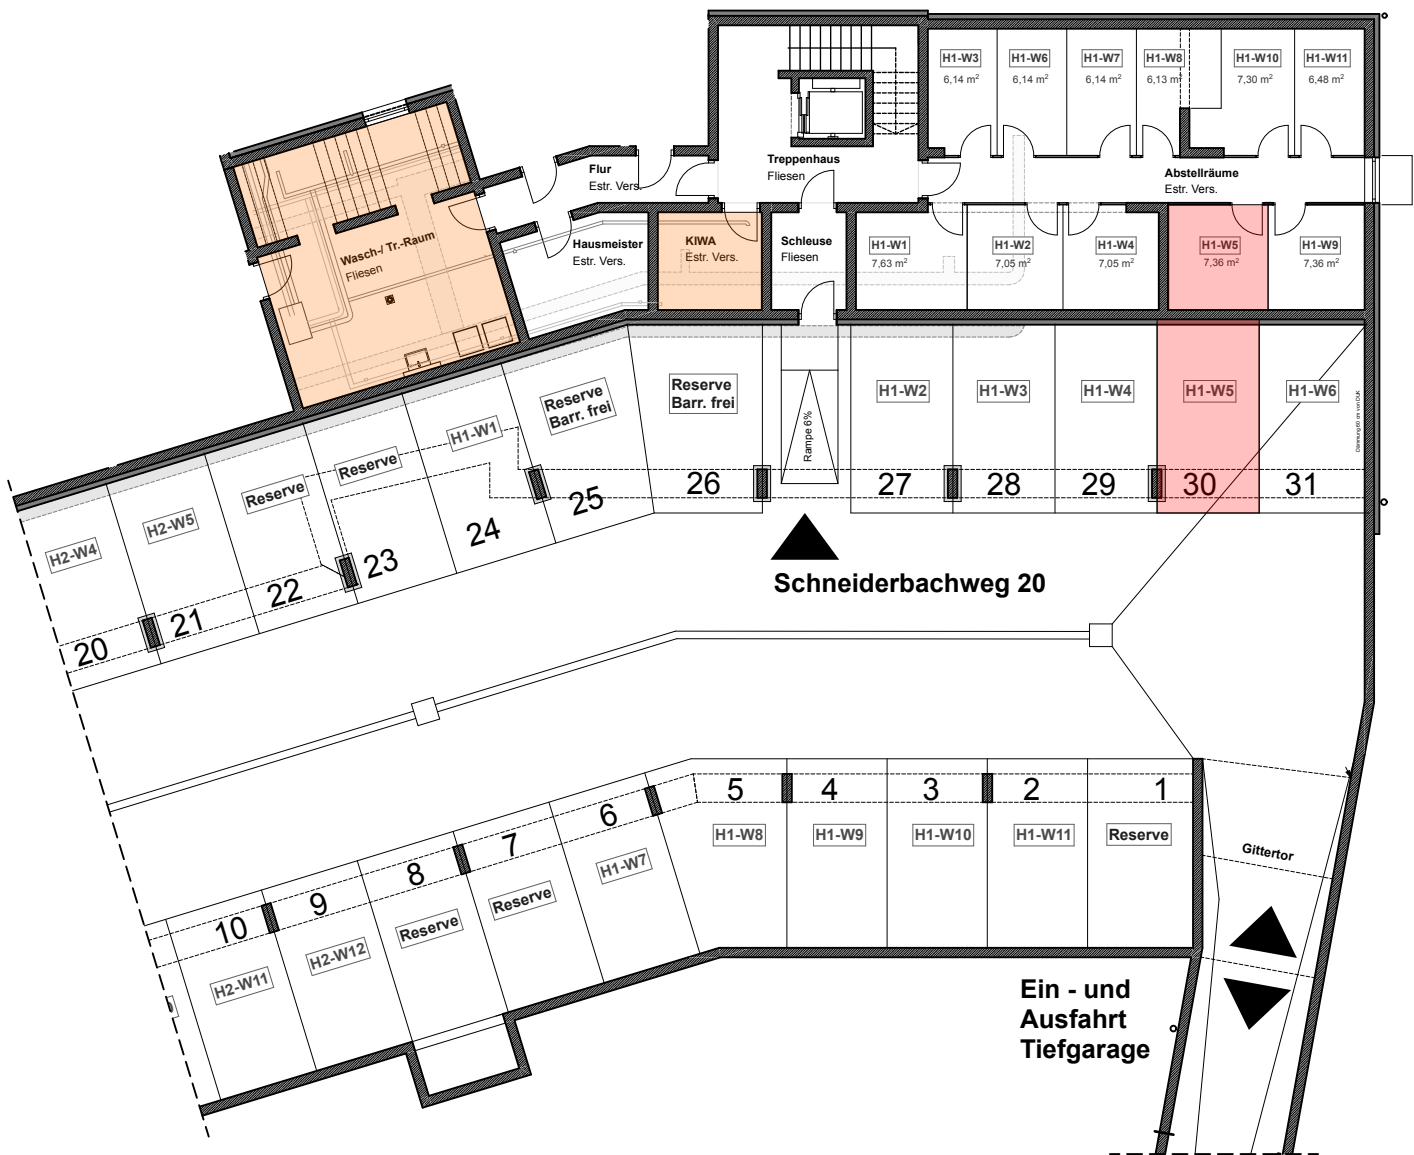 H1-W3
6,14 m²
H1-W6
6,14 m²
H1-W7
6,14 m²
H1-W8
6,13 m²
H1-W10
7,30 m²
H1-W11
6,48 m²
Flur
Estr. Vers.
Treppenhaus
Fliesen
Abstellräume
Estr. Vers.
Wasch-/ Tr.-Raum
Fliesen
Hausmeister
Estr. Vers.
KIWA
Estr. Vers.
Schleuse
Fliesen
H1-W1
7,63 m²
H1-W2
7,05 m²
H1-W4
7,05 m²
H1-W5
7,36 m²
H1-W9
7,36 m²
H2-W4
H2-W5
Reserve
Reserve
H1-W1
Reserve
Barr. frei
Reserve
Barr. frei
Rampe 6%
H1-W2
H1-W3
H1-W4
H1-W5
H1-W6
20
21
22
23
24
25
26
27
28
29
30
31
Schneiderbachweg 20
10
9
8
7
6
5
4
3
2
1
H2-W11
H2-W12
Reserve
Reserve
H1-W7
H1-W8
H1-W9
H1-W10
H1-W11
Reserve
Gittertor
Ein - und
Ausfahrt
Tiefgarage